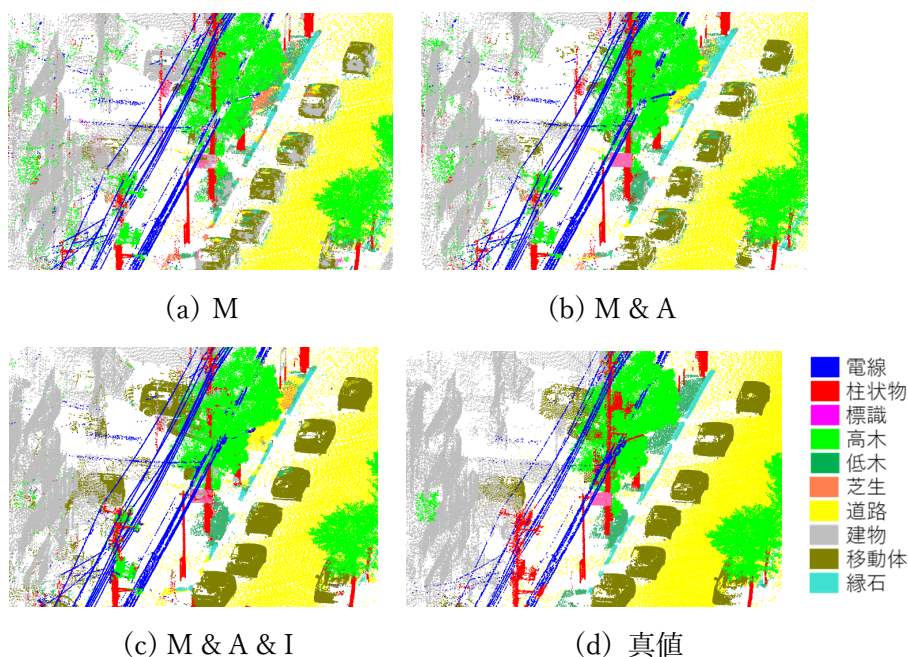 (a) M
(b) M & A
(c) M & A & I
(d) 真値
電線
柱状物
標識
高木
低木
芝生
道路
建物
移動体
縁石